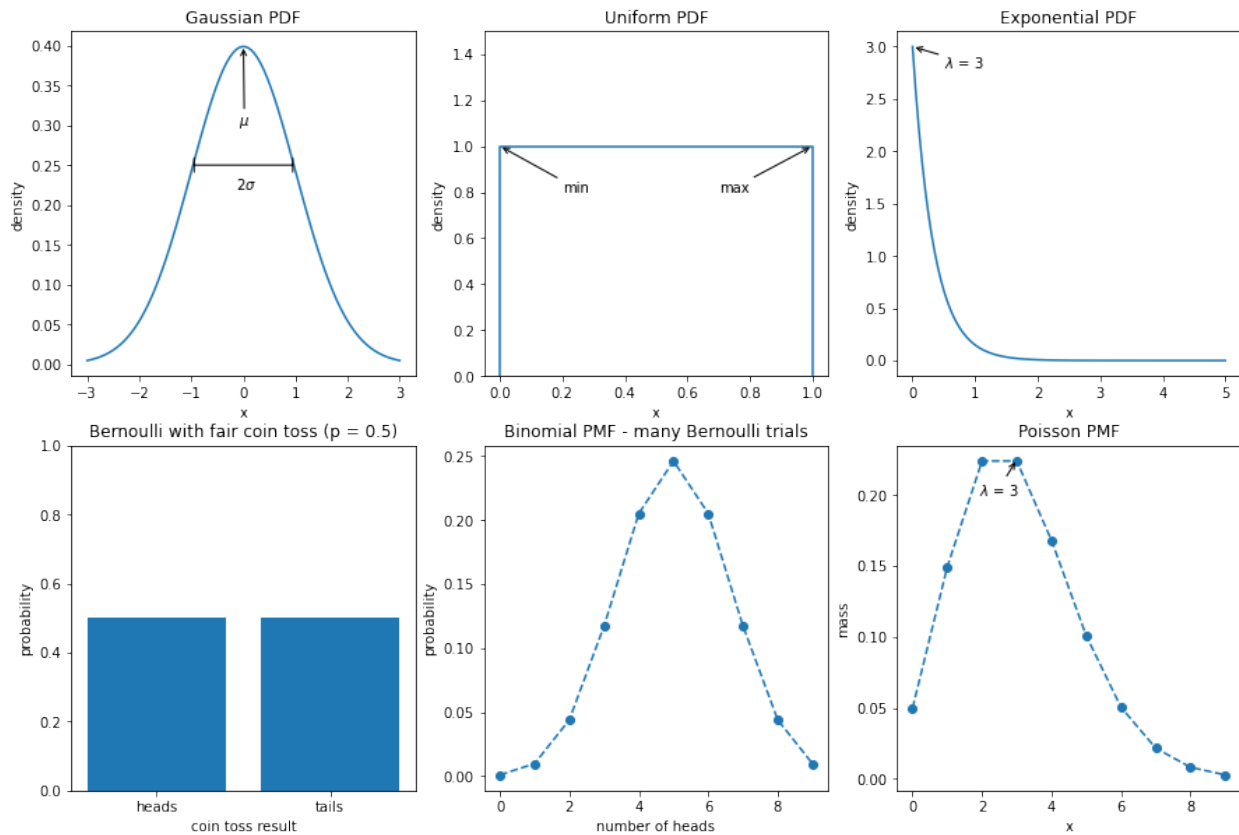 Gaussian PDF
density
0.40
0.35
0.30
0.25
0.20
0.15
0.10
0.05
0.00
μ
2σ
−3 −2 −1 0 1 2 3
x
Uniform PDF
density
1.4
1.2
1.0
0.8
0.6
0.4
0.2
0.0
min max
0.0 0.2 0.4 0.6 0.8 1.0
x
Exponential PDF
density
3.0
2.5
2.0
1.5
1.0
0.5
0.0
λ = 3
0 1 2 3 4 5
x
Bernoulli with fair coin toss (p = 0.5)
probability
1.0
0.8
0.6
0.4
0.2
0.0
heads tails
coin toss result
Binomial PMF - many Bernoulli trials
probability
0.25
0.20
0.15
0.10
0.05
0.00
0 2 4 6 8
number of heads
Poisson PMF
mass
0.20
0.15
0.10
0.05
0.00
λ = 3
0 2 4 6 8
x